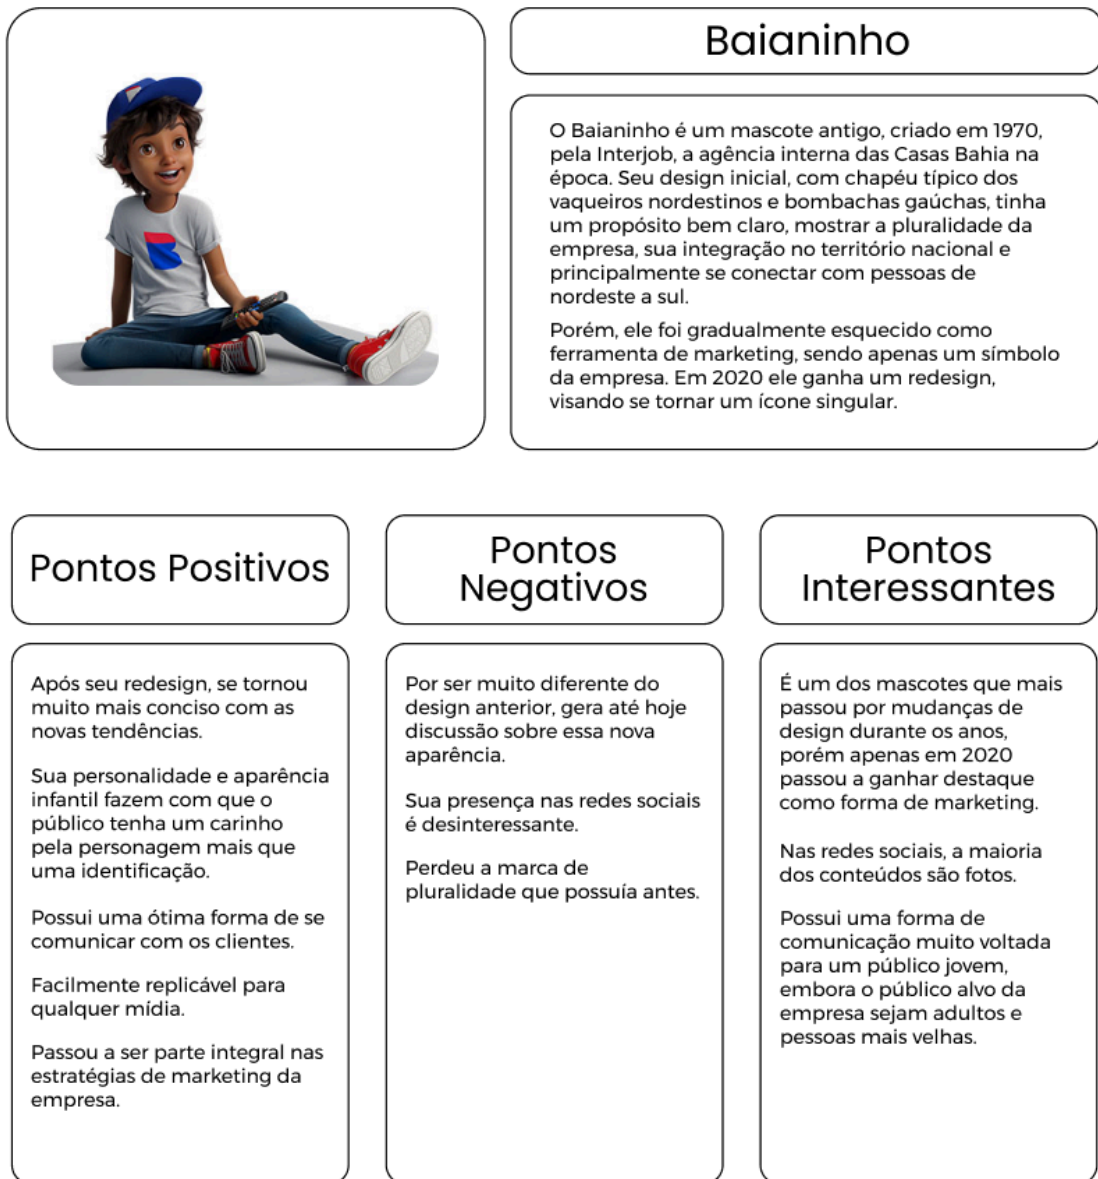 Baianinho
O Baianinho é um mascote antigo, criado em 1970,
pela Interjob, a agência interna das Casas Bahia na
época. Seu design inicial, com chapéu típico dos
vaqueiros nordestinos e bombachas gaúchas, tinha
um propósito bem claro, mostrar a pluralidade da
empresa, sua integração no território nacional e
principalmente se conectar com pessoas de
nordeste a sul.
Porém, ele foi gradualmente esquecido como
ferramenta de marketing, sendo apenas um símbolo
da empresa. Em 2020 ele ganha um redesign,
visando se tornar um ícone singular.
Pontos Positivos
Após seu redesign, se tornou
muito mais conciso com as
novas tendências.
Sua personalidade e aparência
infantil fazem com que o
público tenha um carinho
pela personagem mais que
uma identificação.
Possui uma ótima forma de se
comunicar com os clientes.
Facilmente replicável para
qualquer mídia.
Passou a ser parte integral nas
estratégias de marketing da
empresa.
Pontos
Negativos
Por ser muito diferente do
design anterior, gera até hoje
discussão sobre essa nova
aparência.
Sua presença nas redes sociais
é desinteressante.
Perdeu a marca de
pluralidade que possuía antes.
Pontos
Interessantes
É um dos mascotes que mais
passou por mudanças de
design durante os anos,
porém apenas em 2020
passou a ganhar destaque
como forma de marketing.
Nas redes sociais, a maioria
dos conteúdos são fotos.
Possui uma forma de
comunicação muito voltada
para um público jovem,
embora o público alvo da
empresa sejam adultos e
pessoas mais velhas.